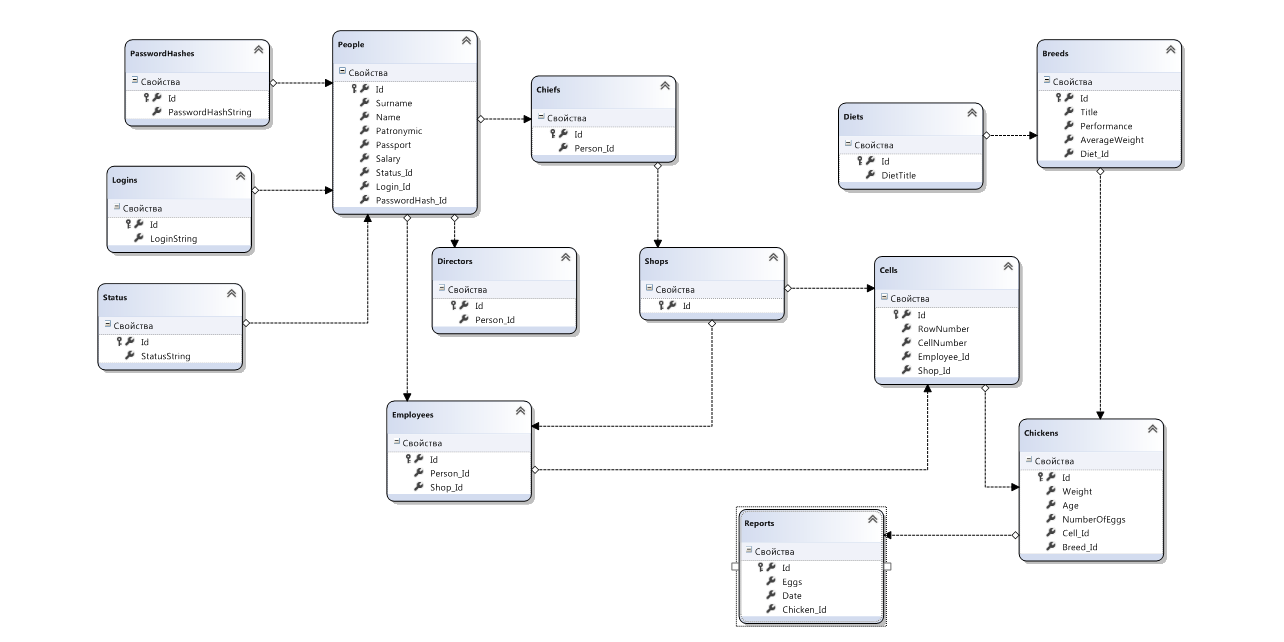 PasswordHashes
Свойства
Id
PasswordHashString
People
Свойства
Id
Surname
Name
Patronymic
Passport
Salary
Status_Id
Login_Id
PasswordHash_Id
Chiefs
Свойства
Id
Person_Id
Diets
Свойства
Id
DietTitle
Breeds
Свойства
Id
Title
Performance
AverageWeight
Diet_Id
Logins
Свойства
Id
LoginString
Status
Свойства
Id
StatusString
Directors
Свойства
Id
Person_Id
Shops
Свойства
Id
Cells
Свойства
Id
RowNumber
CellNumber
Employee_Id
Shop_Id
Employees
Свойства
Id
Person_Id
Shop_Id
Chickens
Свойства
Id
Weight
Age
NumberOfEggs
Cell_Id
Breed_Id
Reports
Свойства
Id
Eggs
Date
Chicken_Id